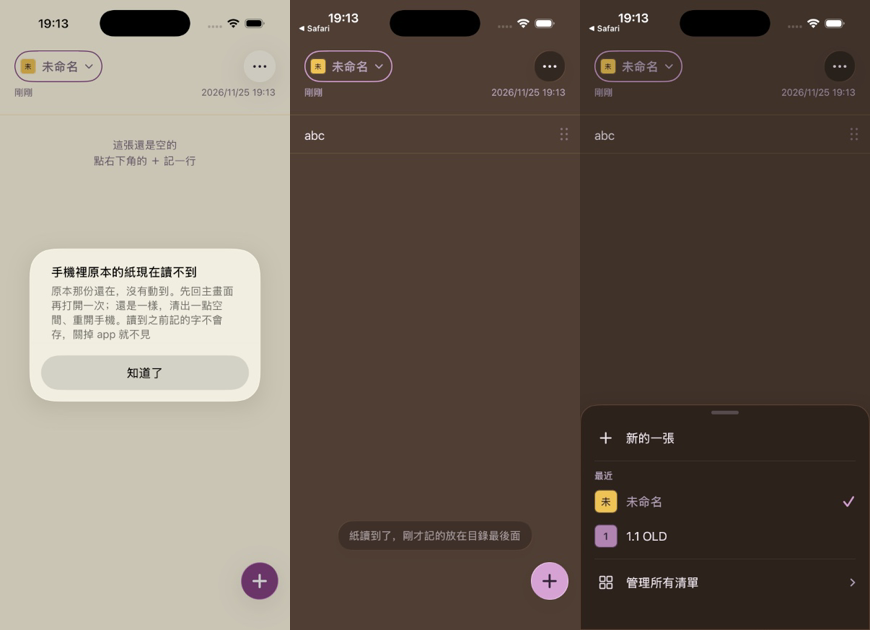 19:13
未 未命名
剛剛
2026/11/25 19:13
這張還是空的
點右下角的 + 記一行
手機裡原本的紙現在讀不到
原本那份還在，沒有動到。先回主畫面
再打開一次；還是一樣，清出一點空
間、重開手機。讀到之前記的字不會
存，關掉 app 就不見
知道了
19:13
Safari
未 未命名
剛剛
2026/11/25 19:13
abc
紙讀到了，剛才記的放在目錄最後面
19:13
Safari
未 未命名
剛剛
2026/11/25 19:13
abc
新的一張
最近
未 未命名
1 1.1 OLD
管理所有清單